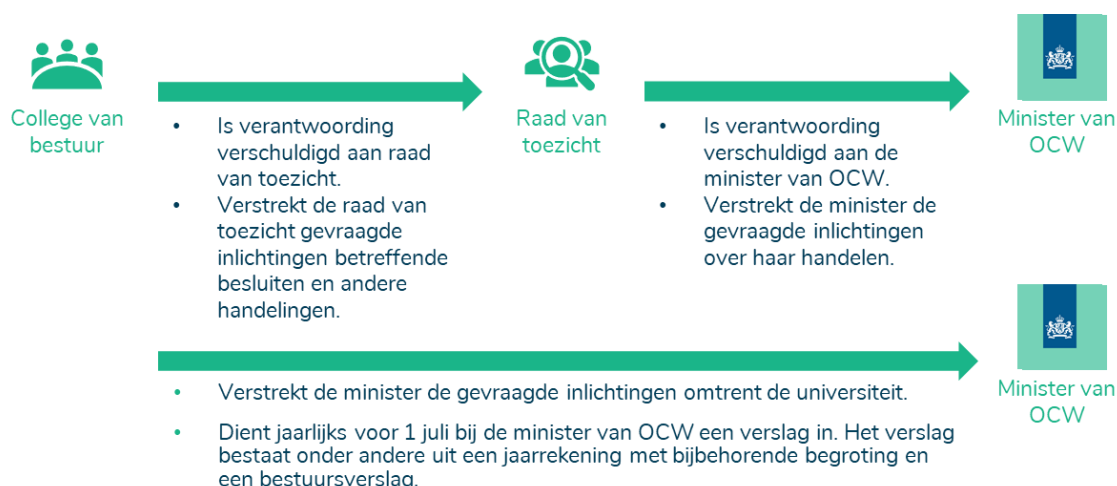 College van
bestuur
• Is verantwoording
verschuldigd aan raad
van toezicht.
• Verstrekt de raad van
toezicht gevraagde
inlichtingen betreffende
besluiten en andere
handelingen.
Raad van
toezicht
• Is verantwoording
verschuldigd aan de
minister van OCW.
• Verstrekt de minister de
gevraagde inlichtingen
over haar handelen.
Minister van
OCW
• Verstrekt de minister de gevraagde inlichtingen omtrent de universiteit.
• Dient jaarlijks voor 1 juli bij de minister van OCW een verslag in. Het verslag
bestaat onder andere uit een jaarrekening met bijbehorende begroting en
een bestuursverslag.
Minister van
OCW